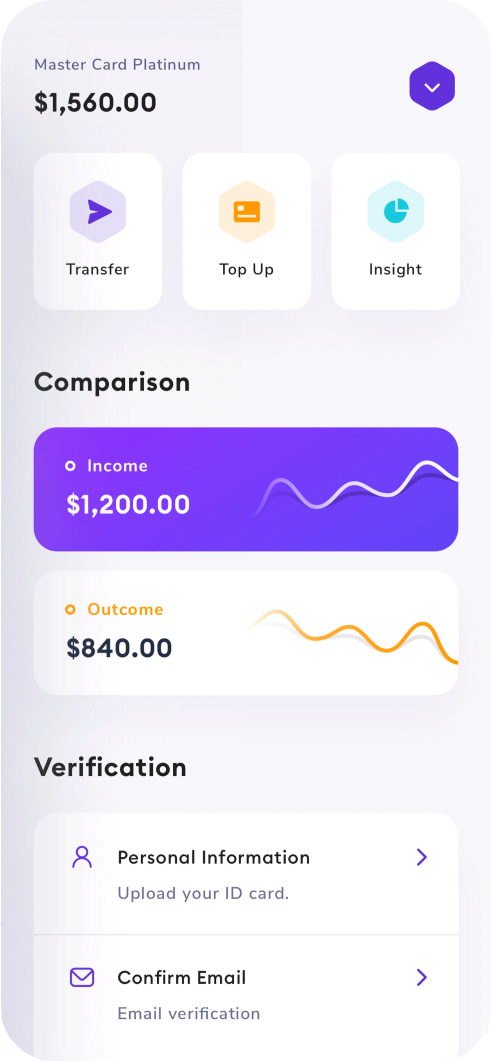 Master Card Platinum
$1,560.00
Transfer
Top Up
Insight
Comparison
Income
$1,200.00
Outcome
$840.00
Verification
Personal Information
Upload your ID card.
Confirm Email
Email verification